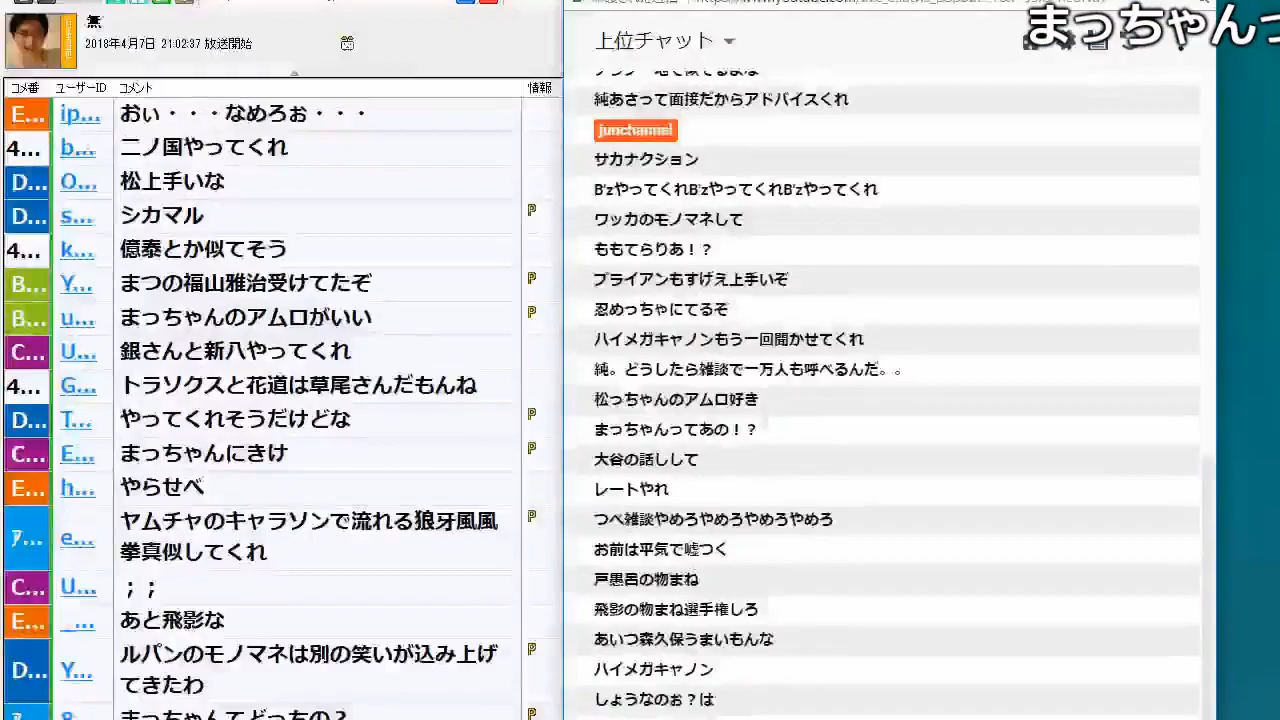 無
2018年4月7日 21:02:37 放送開始
コメ番 ユーザーID コメント 情報
E... ip... おぃ・・・なめろぉ・・・
4... b... 二ノ国やってくれ
D... O... 松上手いな
D... s... シカマル P
4... k... 億泰とか似てそう
B... Y... まつの福山雅治受けてたぞ P
B... u... まっちゃんのアムロがいい P
C... U... 銀さんと新八やってくれ
4... G... トランクスと花道は草尾さんだもんね
D... T... やってくれそうだけどな P
C... E... まっちゃんにきけ P
E... h... やらせべ
ｱ... e... ヤムチャのキャラソンで流れる狼牙風風 P
拳真似してくれ
C... U... ；；
E... _... あと飛影な
D... Y... ルパンのモノマネは別の笑いが込み上げ P
てきたわ
まっちゃんてどっちの？ P
まっちゃんっ
上位チャット
純あさって面接だからアドバイスくれ
junchannel
サカナクション
B'zやってくれB'zやってくれB'zやってくれ
ワッカのモノマネして
ももてらりあ！？
ブライアンもすげえ上手いぞ
忍めっちゃにてるぞ
ハイメガキャノンもう一回聞かせてくれ
純。どうしたら雑談で一万人も呼べるんだ。。
松っちゃんのアムロ好き
まっちゃんってあの！？
大谷の話しして
レートやれ
つべ雑談やめろやめろやめろやめろ
お前は平気で嘘つく
戸愚呂の物まね
飛影の物まね選手権しろ
あいつ森久保うまいもんな
ハイメガキャノン
しょうなのぉ？は